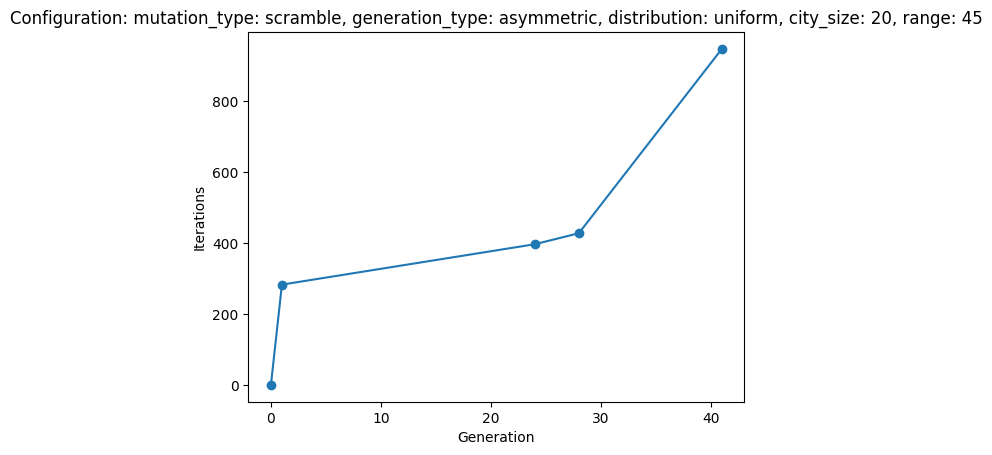 Configuration: mutation_type: scramble, generation_type: asymmetric, distribution: uniform, city_size: 20, range: 45
800
600
400
200
0
Iterations
0 10 20 30 40
Generation